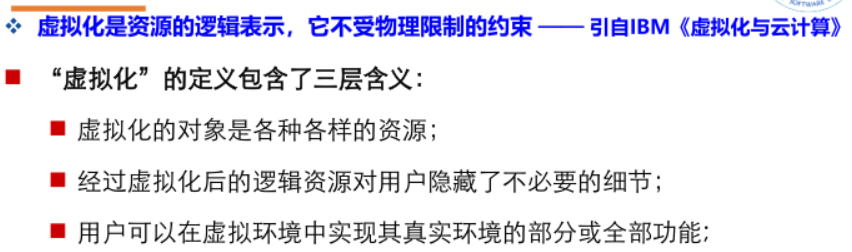 SOFTWARE
虚拟化是资源的逻辑表示，它不受物理限制的约束 —— 引自IBM《虚拟化与云计算》
“虚拟化”的定义包含了三层含义：
虚拟化的对象是各种各样的资源；
经过虚拟化后的逻辑资源对用户隐藏了不必要的细节；
用户可以在虚拟环境中实现其真实环境的部分或全部功能;